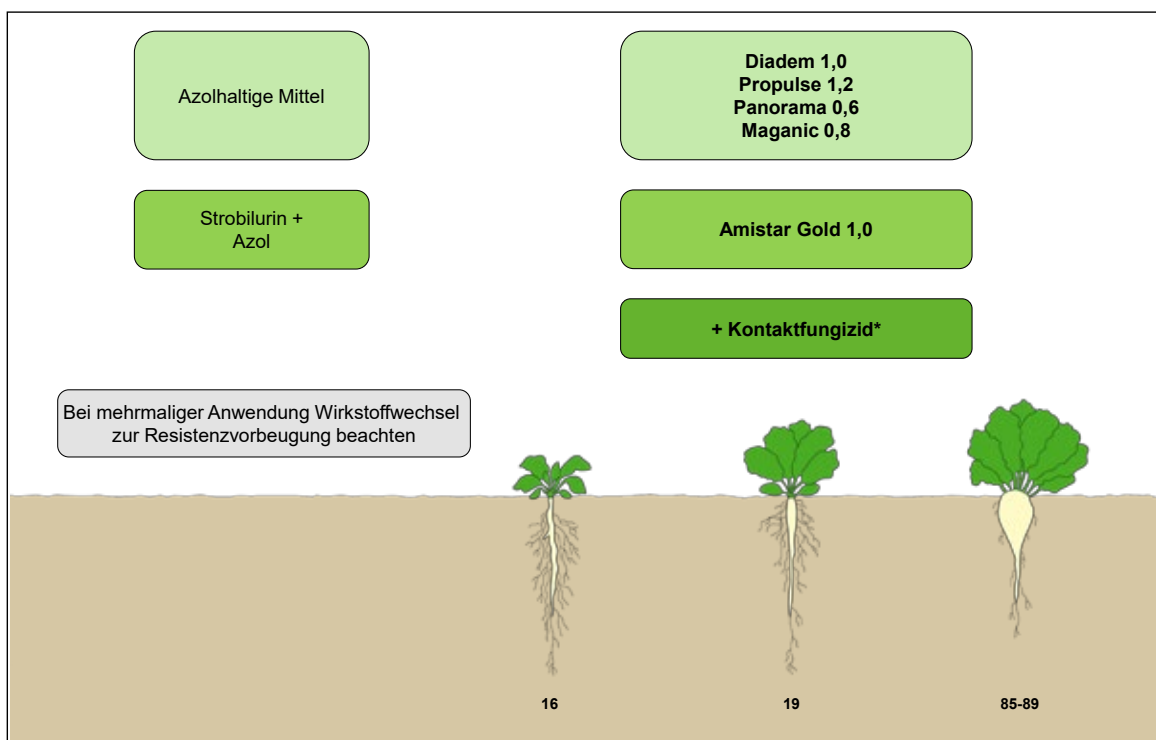 Azolhaltige Mittel
Diadem 1,0
Propulse 1,2
Panorama 0,6
Maganic 0,8
Strobilurin +
Azol
Amistar Gold 1,0
+ Kontaktfungizid*
Bei mehrmaliger Anwendung Wirkstoffwechsel
zur Resistenzvorbeugung beachten
16
19
85-89